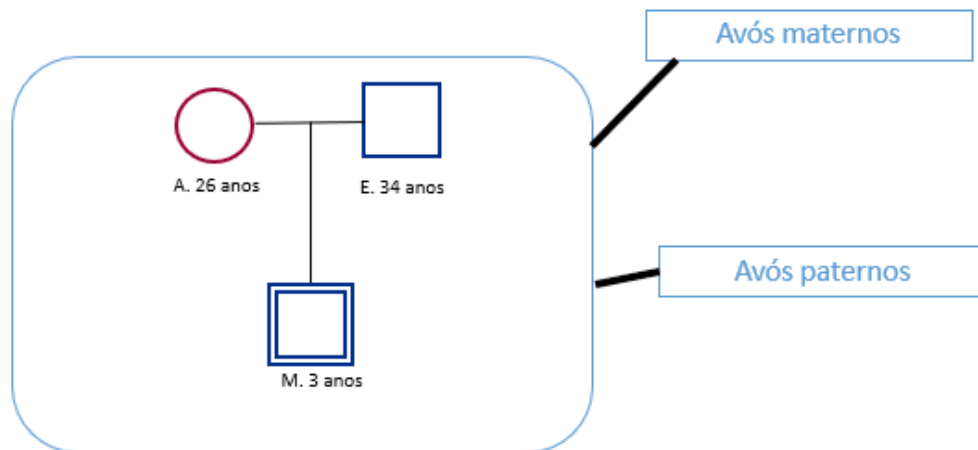 Avós maternos
A. 26 anos
E. 34 anos
Avós paternos
M. 3 anos